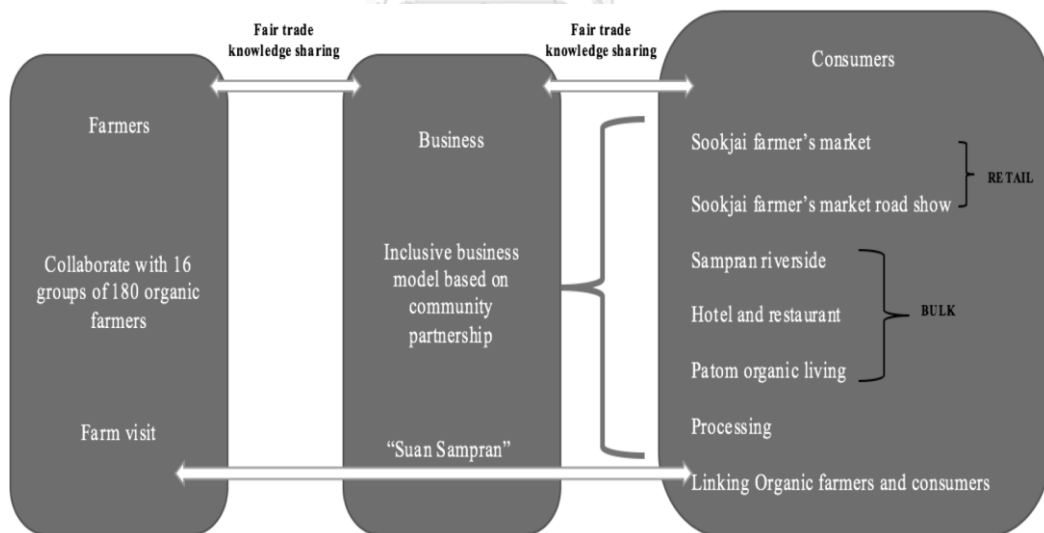 Fair trade
knowledge sharing
Fair trade
knowledge sharing
Farmers
Collaborate with 16
groups of 180 organic
farmers
Farm visit
Business
Inclusive business
model based on
community
partnership
“Suan Sampran”
Consumers
Sookjai farmer’s market
Sookjai farmer’s market road show
RETAIL
Sampran riverside
Hotel and restaurant
Patom organic living
BULK
Processing
Linking Organic farmers and consumers